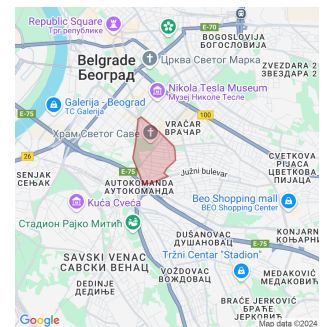 Republic Square
Трг републике
E-70
BOGOSLOVIJA
БОГОСЛОВИЈА
Belgrade
Београд
Црква Светог Марка
ZVEZDARA 2
ЗВЕЗДАРА 2
Nikola Tesla Museum
Музеј Николе Тесле
E-75
Galerija - Beograd
TC Galerija
100
Храм Светог Саве
VRAČAR
ВРАЧАР
26
E-75
CVETKOVA
PIJACA
ЦВЕТКОВА
ПИЈАЦА
SENJAK
СЕЊАК
Južni bulevar
AUTOKOMANDA
АУТОКОМАНДА
Kuća Cveća
Beo Shopping mall
BEO Shopping Center
Стадион Рајко Митић
DUŠANOVAC
ДУШАНОВАЦ
KONJARN
КОЊАРНИ
E-75
SAVSKI VENAC
САВСКИ ВЕНАЦ
Tržni Centar "Stadion"
VOŽDOVAC
ВОЖДОВАЦ
MEDAKOVIĆ
МЕДАКОВИЋ
DEDINJE
ДЕДИЊЕ
BRAĆE JERKOVIĆ
БРАЋЕ
ЈЕРКОВИЋ
Google
Map data ©2024